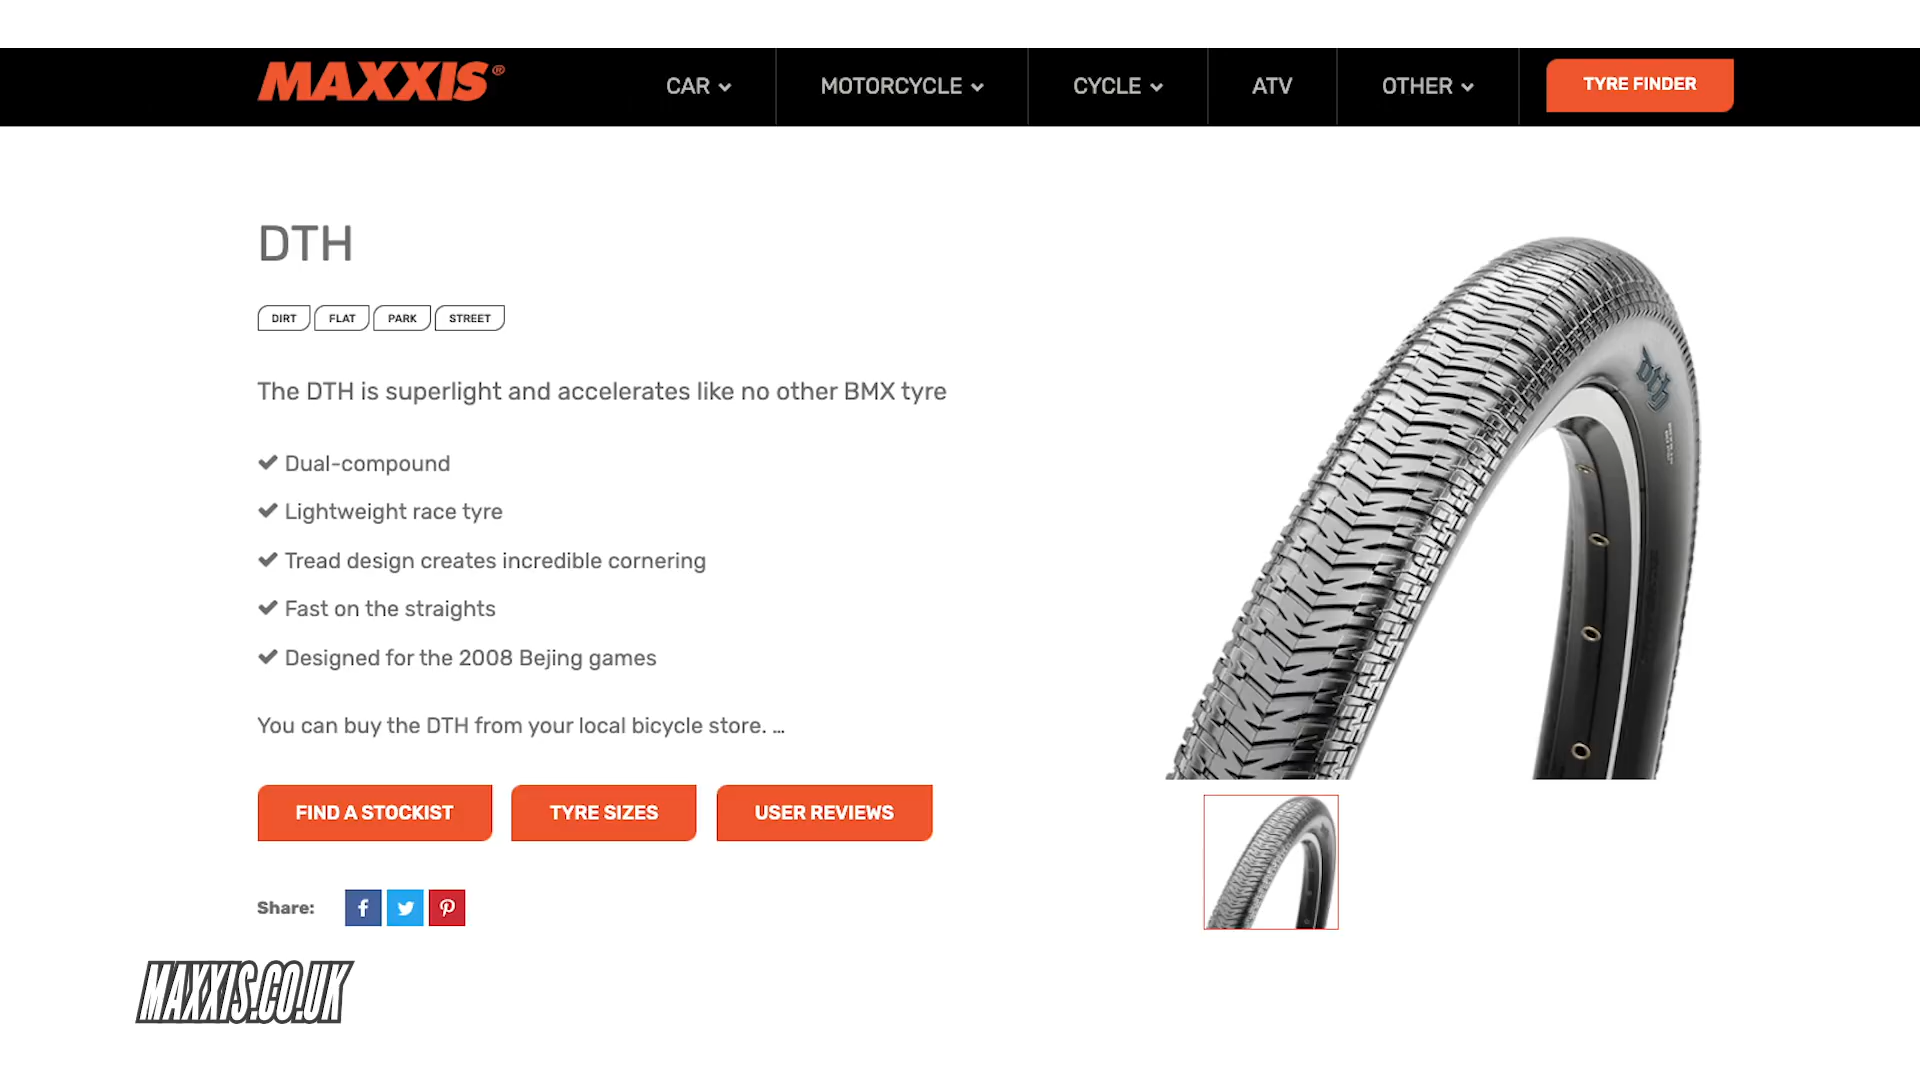 MAXXIS®
CAR
MOTORCYCLE
CYCLE
ATV
OTHER
TYRE FINDER
DTH
DIRT
FLAT
PARK
STREET
The DTH is superlight and accelerates like no other BMX tyre
Dual-compound
Lightweight race tyre
Tread design creates incredible cornering
Fast on the straights
Designed for the 2008 Bejing games
You can buy the DTH from your local bicycle store. ...
FIND A STOCKIST
TYRE SIZES
USER REVIEWS
Share:
dth
MAXXIS.CO.UK